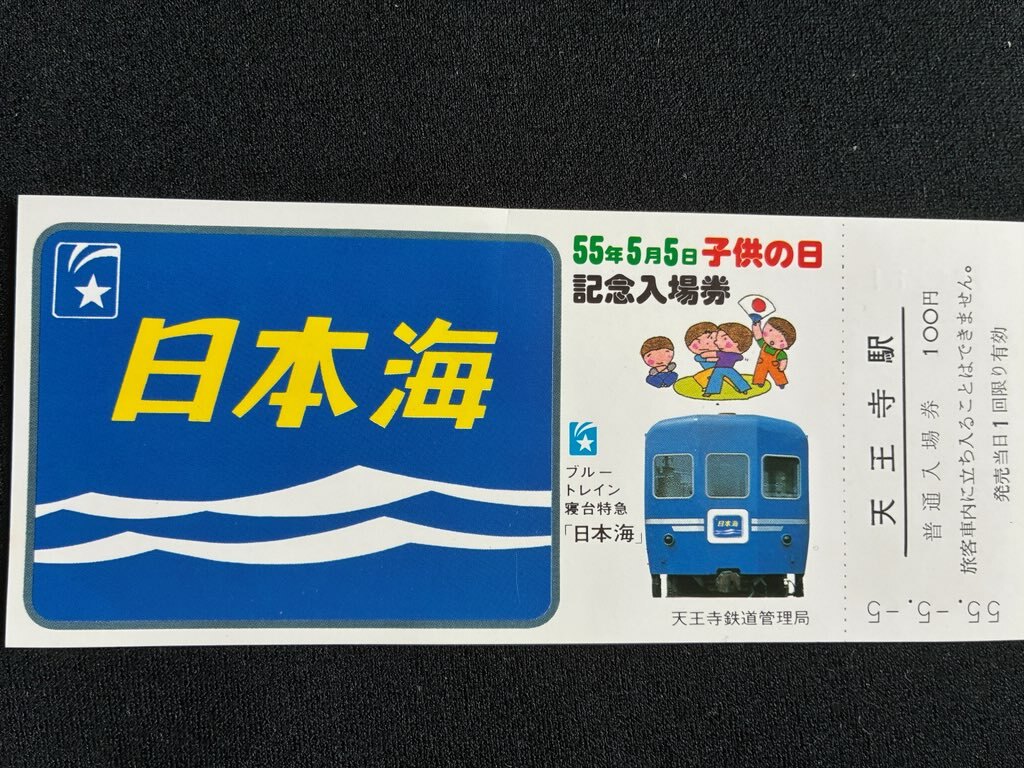 日本海
55年5月5日子供の日
記念入場券
ブルー
トレイン
寝台特急
「日本海」
日本海
天王寺鉄道管理局
天王寺駅
普通入場券 100円
旅客車内に立ち入ることはできません。
発売当日1回限り有効
55.-5.-5